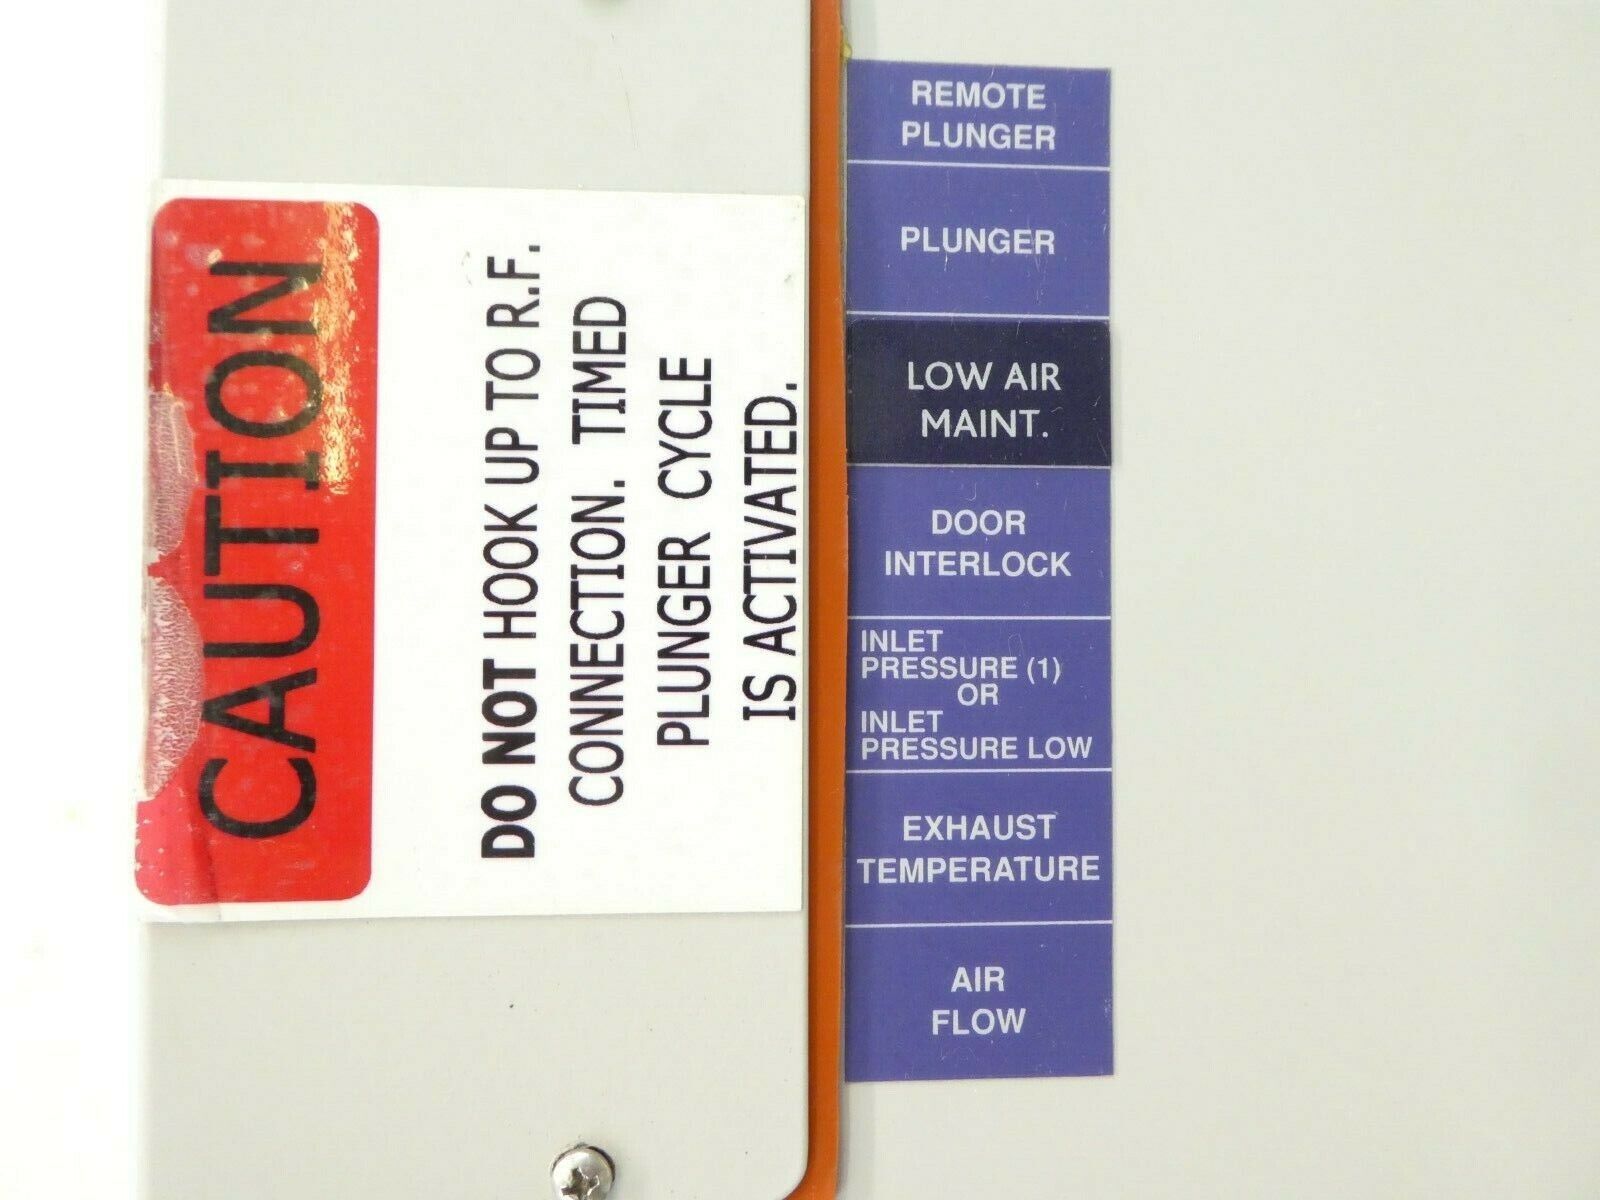 CAUTION
DO NOT HOOK UP TO R.F.
CONNECTION. TIMED
PLUNGER CYCLE
IS ACTIVATED.
REMOTE
PLUNGER
PLUNGER
LOW AIR
MAINT.
DOOR
INTERLOCK
INLET
PRESSURE (1)
OR
INLET
PRESSURE LOW
EXHAUST
TEMPERATURE
AIR
FLOW